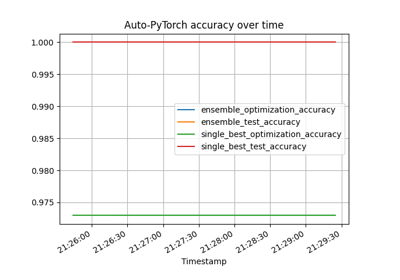 Auto-PyTorch accuracy over time
1.000
0.995
0.990
0.985
0.980
0.975
ensemble_optimization_accuracy
ensemble_test_accuracy
single_best_optimization_accuracy
single_best_test_accuracy
21:26:00
21:26:30
21:27:00
21:27:30
21:28:00
21:28:30
21:29:00
21:29:30
Timestamp